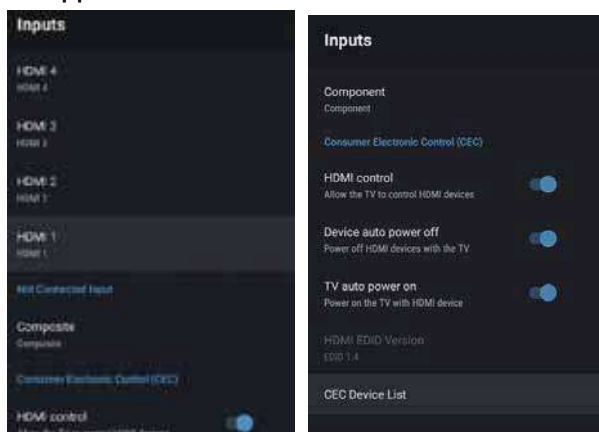 Inputs
HDMI 4
HDMI 4
HDMI 3
HDMI 3
HDMI 2
HDMI 2
HDMI 1
HDMI 1
Not Connected Input
Composite
Composite
Consumer Electronic Control (CEC)
HDMI control
Inputs
Component
Component
Consumer Electronic Control (CEC)
HDMI control
Allow the TV to control HDMI devices
Device auto power off
Power off HDMI devices with the TV
TV auto power on
Power on the TV with HDMI device
HDMI EDID Version
EDID 1.4
CEC Device List